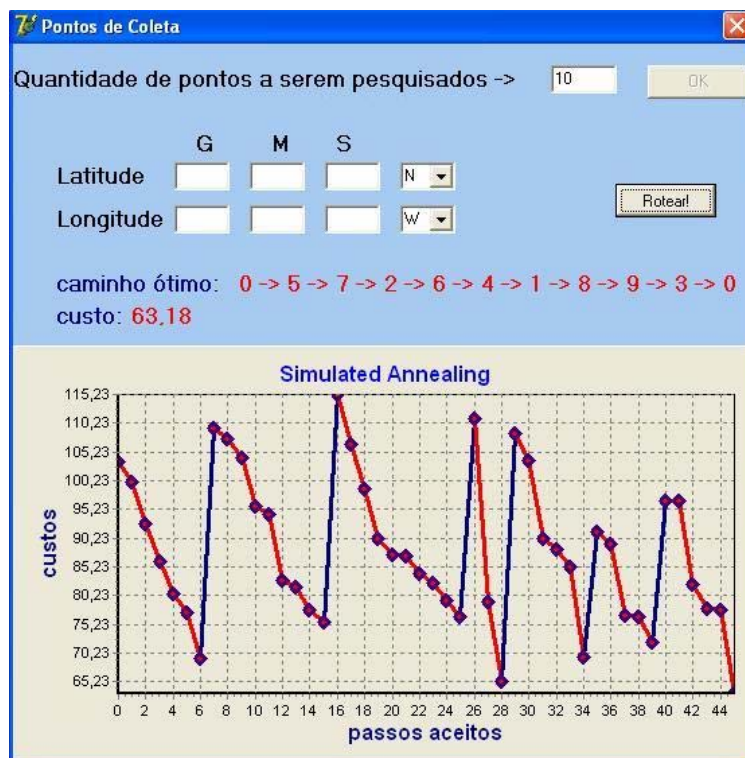 Pontos de Coleta
Quantidade de pontos a serem pesquisados -> 10 OK
G M S
Latitude N
Longitude W
Rotear!
caminho ótimo: 0 -> 5 -> 7 -> 2 -> 6 -> 4 -> 1 -> 8 -> 9 -> 3 -> 0
custo: 63,18
Simulated Annealing
115,23
110,23
105,23
100,23
95,23
90,23
85,23
80,23
75,23
70,23
65,23
custos
0 2 4 6 8 10 12 14 16 18 20 22 24 26 28 30 32 34 36 38 40 42 44
passos aceitos